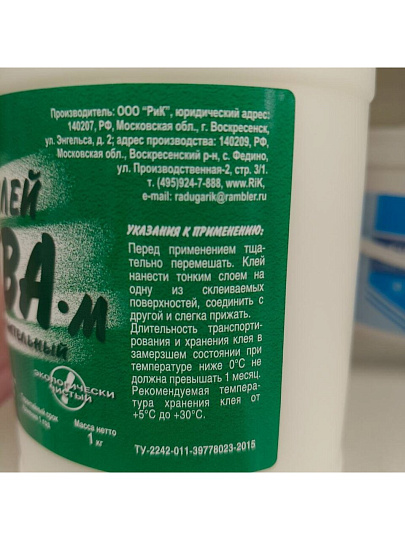 Производитель: ООО "РиК", юридический адрес:
140207, РФ, Московская обл., г. Воскресенск,
ул. Энгельса, д. 2; адрес производства: 140209, РФ,
Московская обл., Воскресенский р-н, с. Федино,
ул. Производственная-2, стр. 3/1.
т. (495)924-7-888, www.RiK,
e-mail: radugarik@rambler.ru
УКАЗАНИЯ К ПРИМЕНЕНИЮ:
Перед применением тща-
тельно перемешать. Клей
нанести тонким слоем на
одну из склеиваемых
поверхностей, соединить с
другой и слегка прижать.
Длительность транспорти-
рования и хранения клея в
замерзшем состоянии при
температуре ниже 0°С не
должна превышать 1 месяц.
Рекомендуемая темпера-
тура хранения клея от
+5°С до +30°С.
ТУ-2242-011-39778023-2015
ЛЕЙ
ВА-М
ЭКОЛОГИЧЕСКИ
ЧИСТЫЙ
Масса нетто
1 кг